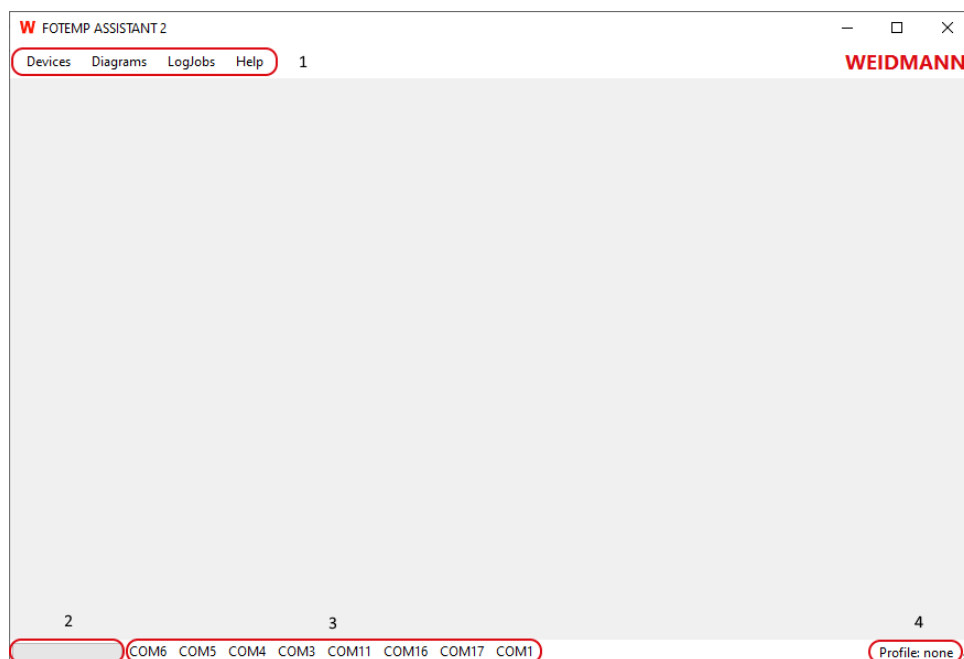 W FOTEMP ASSISTANT 2
Devices Diagrams LogJobs Help 1 WEIDMANN
2 3 4
COM6 COM5 COM4 COM3 COM11 COM16 COM17 COM1 Profile: none